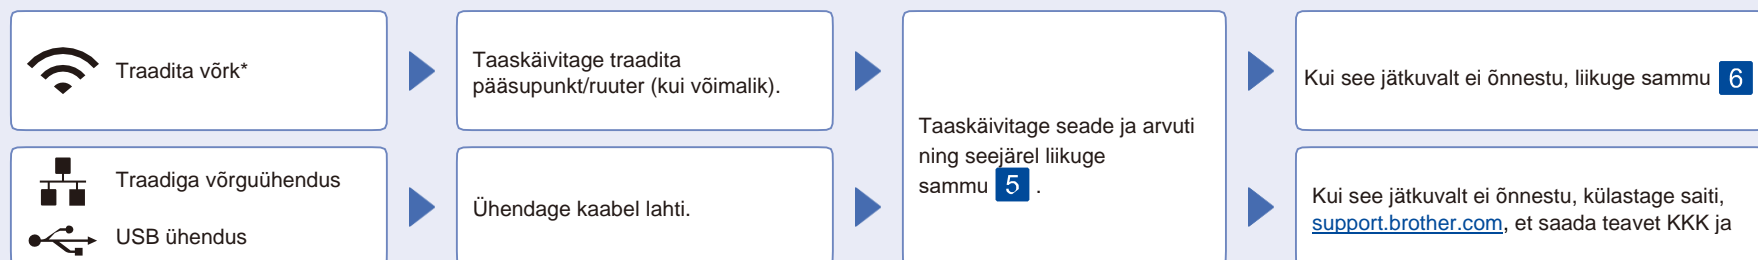 Traadita võrk*
Taaskäivitage traadita
pääsupunkt/ruuter (kui võimalik).
Taaskäivitage seade ja arvuti
ning seejärel liikuge
sammu 5 .
Kui see jätkuvalt ei õnnestu, liikuge sammu 6
Traadiga võrguühendus
USB ühendus
Ühendage kaabel lahti.
Kui see jätkuvalt ei õnnestu, külastage saiti,
support.brother.com, et saada teavet KKK ja